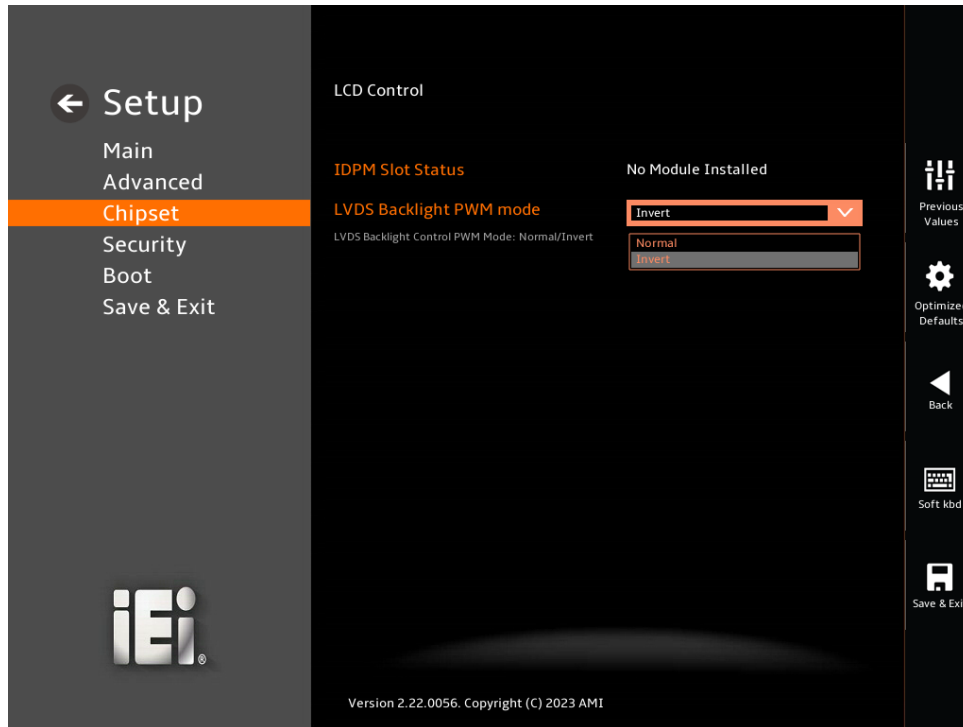 Setup
Main
Advanced
Chipset
Security
Boot
Save & Exit
iEi®
LCD Control
IDPM Slot Status
No Module Installed
LVDS Backlight PWM mode
Invert
LVDS Backlight Control PWM Mode: Normal/Invert
Normal
Invert
Version 2.22.0056. Copyright (C) 2023 AMI
Previous
Values
Optimize
Defaults
Back
Soft kbd
Save & Exi